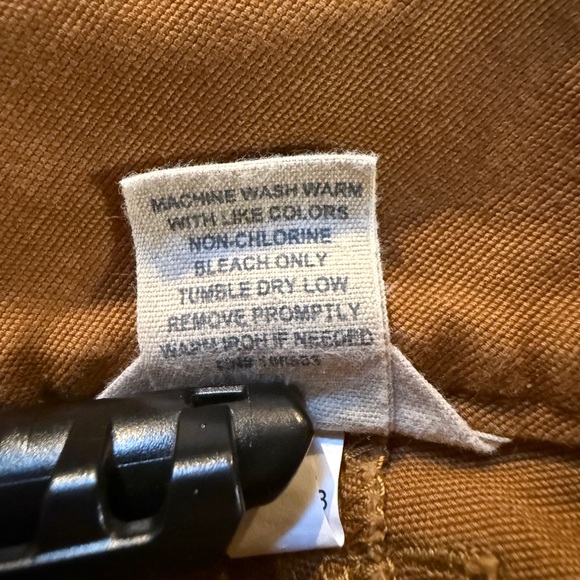 MACHINE WASH WARM
WITH LIKE COLORS
NON-CHLORINE
BLEACH ONLY
TUMBLE DRY LOW
REMOVE PROMPTLY
WARM IRON IF NEEDED
3